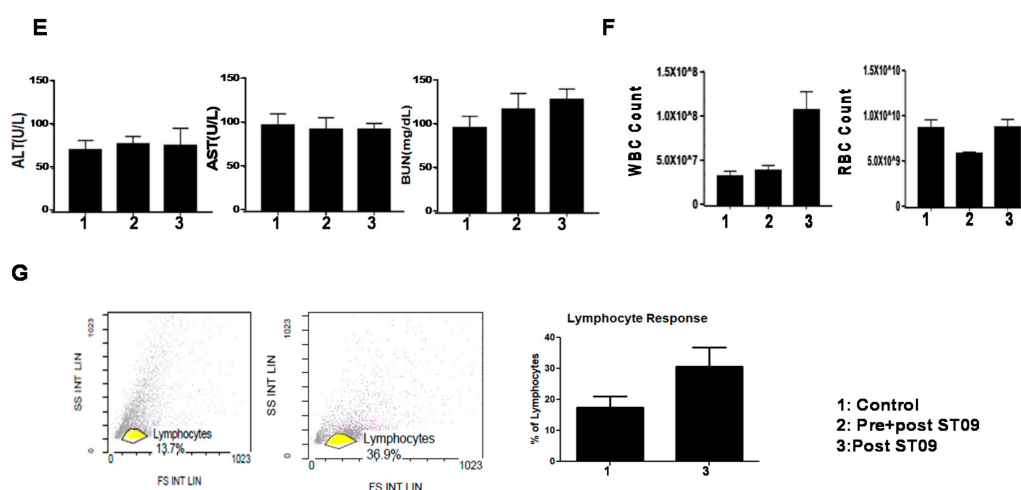 E
F
ALT(U/L)
150
100
50
0
1 2 3
AST(U/L)
150
100
50
0
1 2 3
BUN(mg/dL)
150
100
50
0
1 2 3
WBC Count
1.5X10^8
1.0X10^8
5.0X10^7
0
1 2 3
RBC Count
1.5X10^10
1.0X10^10
5.0X10^9
0
1 2 3
G
SS INT LIN
1023
0
Lymphocytes
13.7%
0 1023
FS INT LIN
SS INT LIN
1023
0
Lymphocytes
36.9%
0 1023
FS INT LIN
Lymphocyte Response
% of Lymphocytes
40
30
20
10
0
1 3
1: Control
2: Pre+post ST09
3:Post ST09